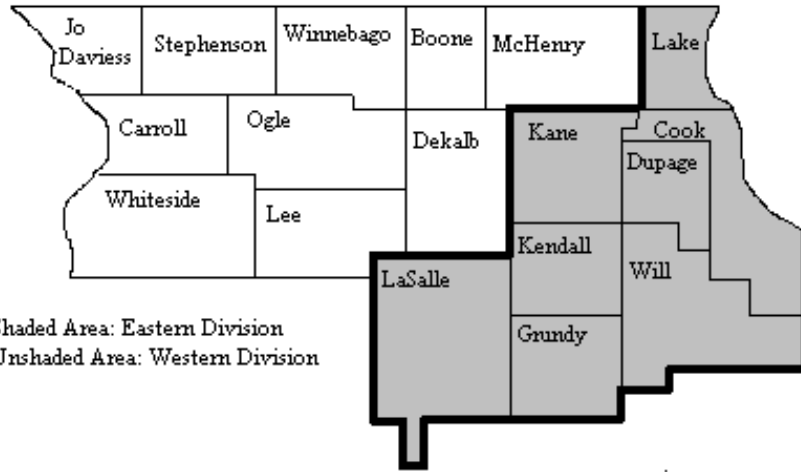 Jo
Daviess
Stephenson
Winnebago
Boone
McHenry
Lake
Carroll
Ogle
Dekalb
Kane
Cook
Dupage
Whiteside
Lee
Kendall
Will
LaSalle
Grundy
haded Area: Eastern Division
Unshaded Area: Western Division